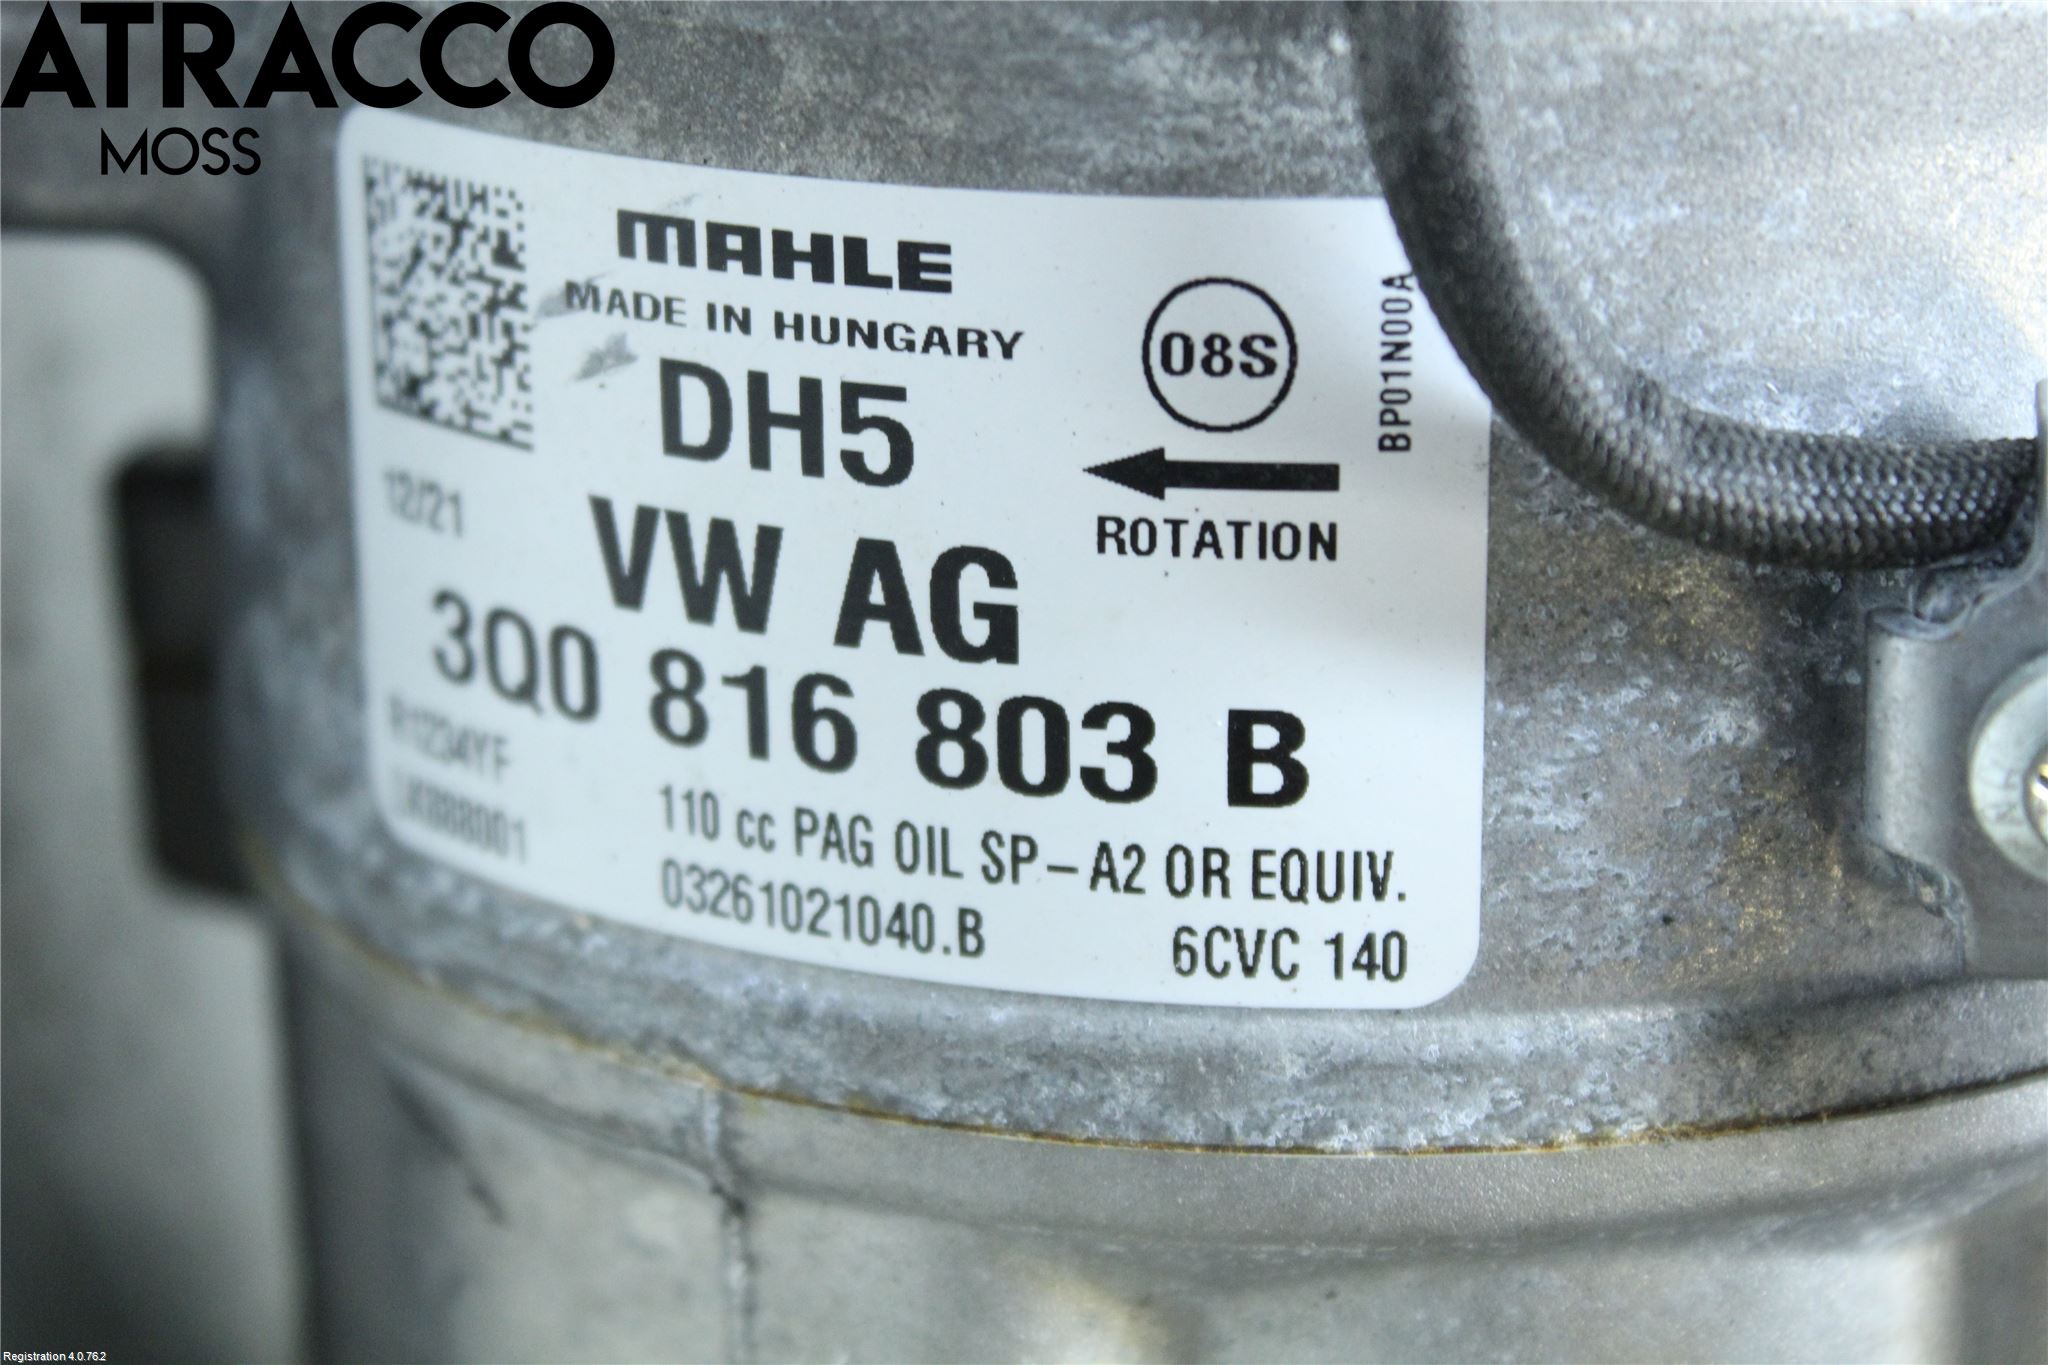 ATRACCO
MOSS
MAHLE
MADE IN HUNGARY
DH5
08S
BP01N00A
ROTATION
12/21
VW AG
3Q0 816 803 B
R1234YF
110 cc PAG OIL SP-A2 OR EQUIV.
03261021040.B
6CVC 140
Registration 4.0.76.2